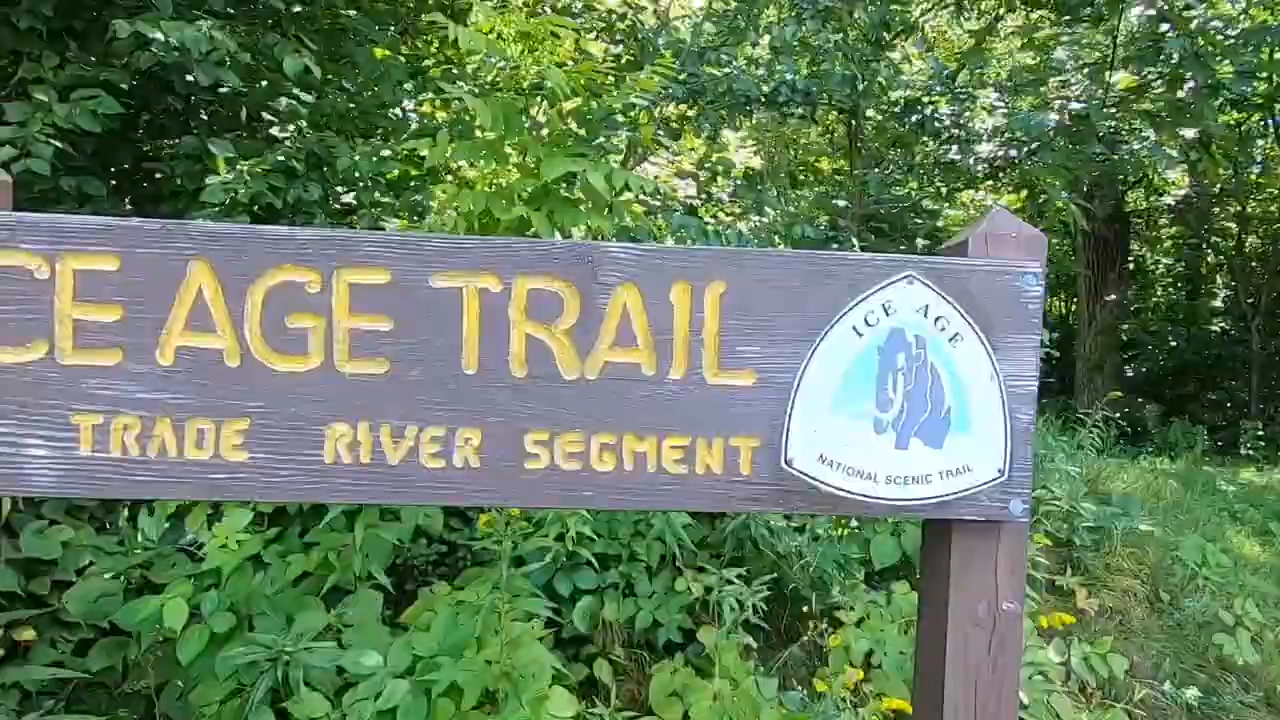 CE AGE TRAIL
TRADE RIVER SEGMENT
ICE AGE
NATIONAL SCENIC TRAIL